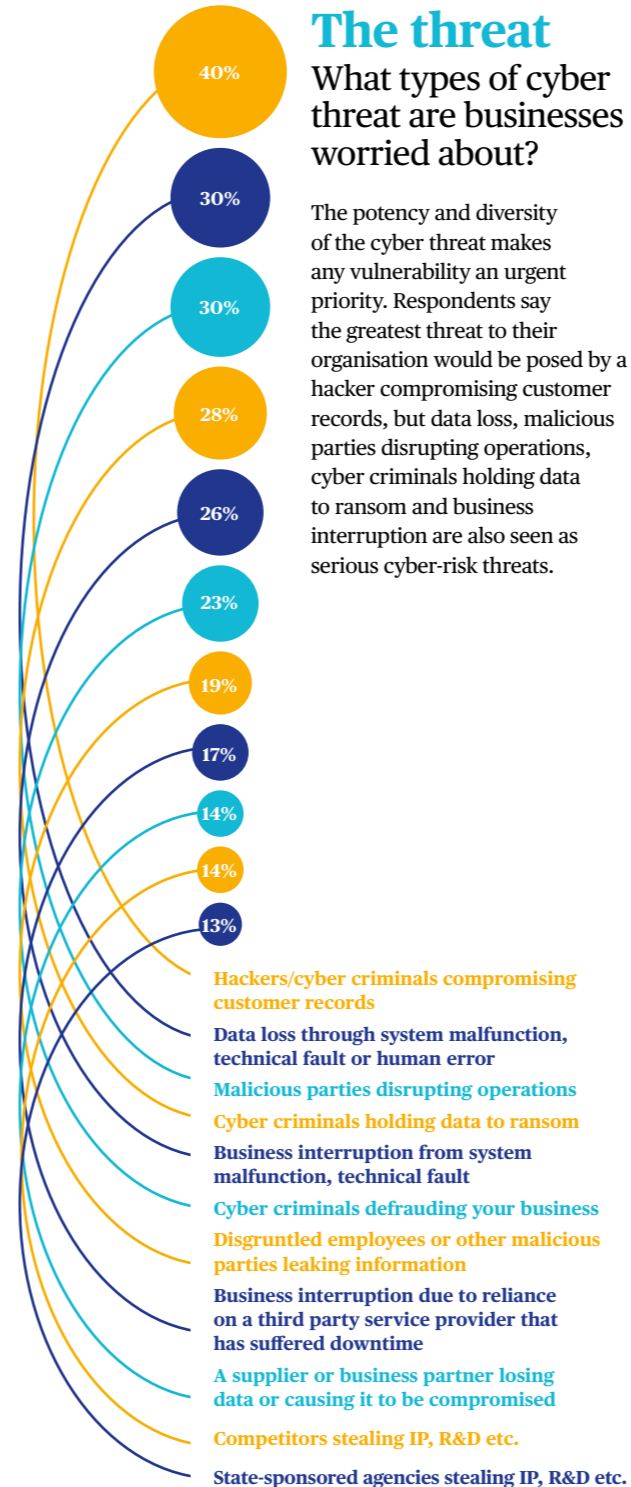 The threat
What types of cyber
threat are businesses
worried about?
The potency and diversity
of the cyber threat makes
any vulnerability an urgent
priority. Respondents say
the greatest threat to their
organisation would be posed by a
hacker compromising customer
records, but data loss, malicious
parties disrupting operations,
cyber criminals holding data
to ransom and business
interruption are also seen as
serious cyber-risk threats.
40%
30%
30%
28%
26%
23%
19%
17%
14%
14%
13%
Hackers/cyber criminals compromising
customer records
Data loss through system malfunction,
technical fault or human error
Malicious parties disrupting operations
Cyber criminals holding data to ransom
Business interruption from system
malfunction, technical fault
Cyber criminals defrauding your business
Disgruntled employees or other malicious
parties leaking information
Business interruption due to reliance
on a third party service provider that
has suffered downtime
A supplier or business partner losing
data or causing it to be compromised
Competitors stealing IP, R&D etc.
State-sponsored agencies stealing IP, R&D etc.